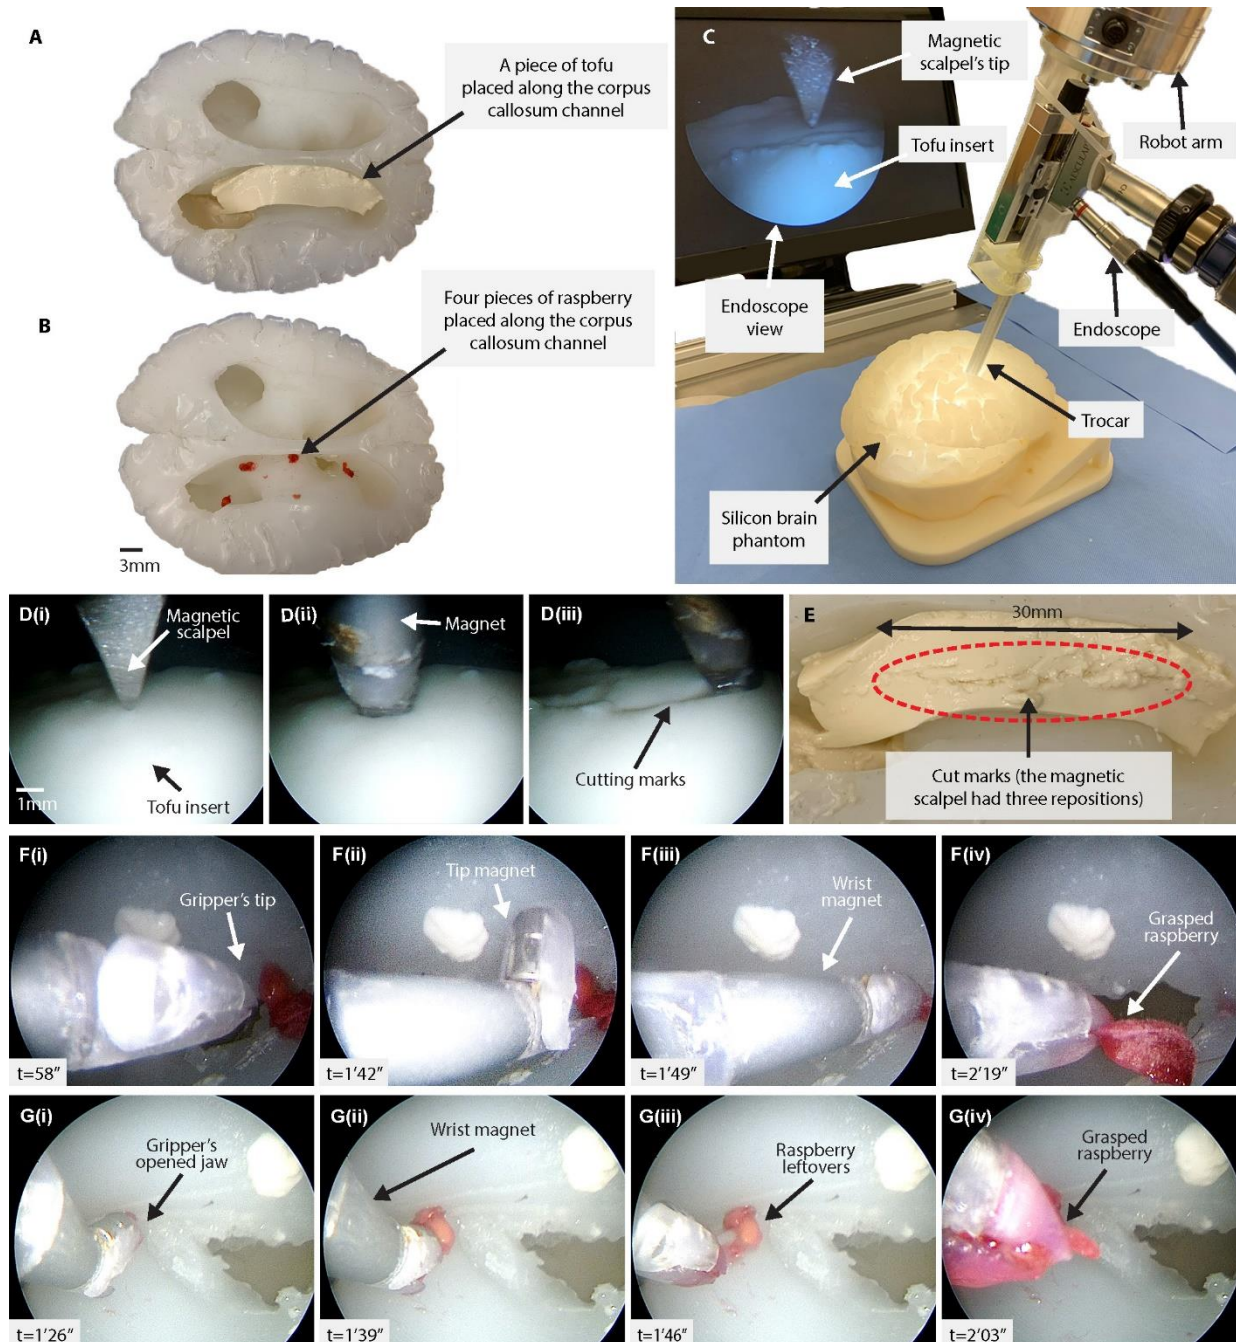 A
A piece of tofu
placed along the corpus
callosum channel
B
Four pieces of raspberry
placed along the corpus
callosum channel
3mm
C
Magnetic
scalpel's tip
Tofu insert
Robot arm
AESCULAP
Endoscope
view
Endoscope
Trocar
Silicon brain
phantom
D(i)
Magnetic
scalpel
Tofu insert
1mm
D(ii)
Magnet
D(iii)
Cutting marks
E
30mm
Cut marks (the magnetic
scalpel had three repositions)
F(i)
Gripper's tip
t=58"
F(ii)
Tip magnet
t=1'42"
F(iii)
Wrist
magnet
t=1'49"
F(iv)
Grasped
raspberry
t=2'19"
G(i)
Gripper's
opened jaw
t=1'26"
G(ii)
Wrist magnet
t=1'39"
G(iii)
Raspberry
leftovers
t=1'46"
G(iv)
Grasped
raspberry
t=2'03"